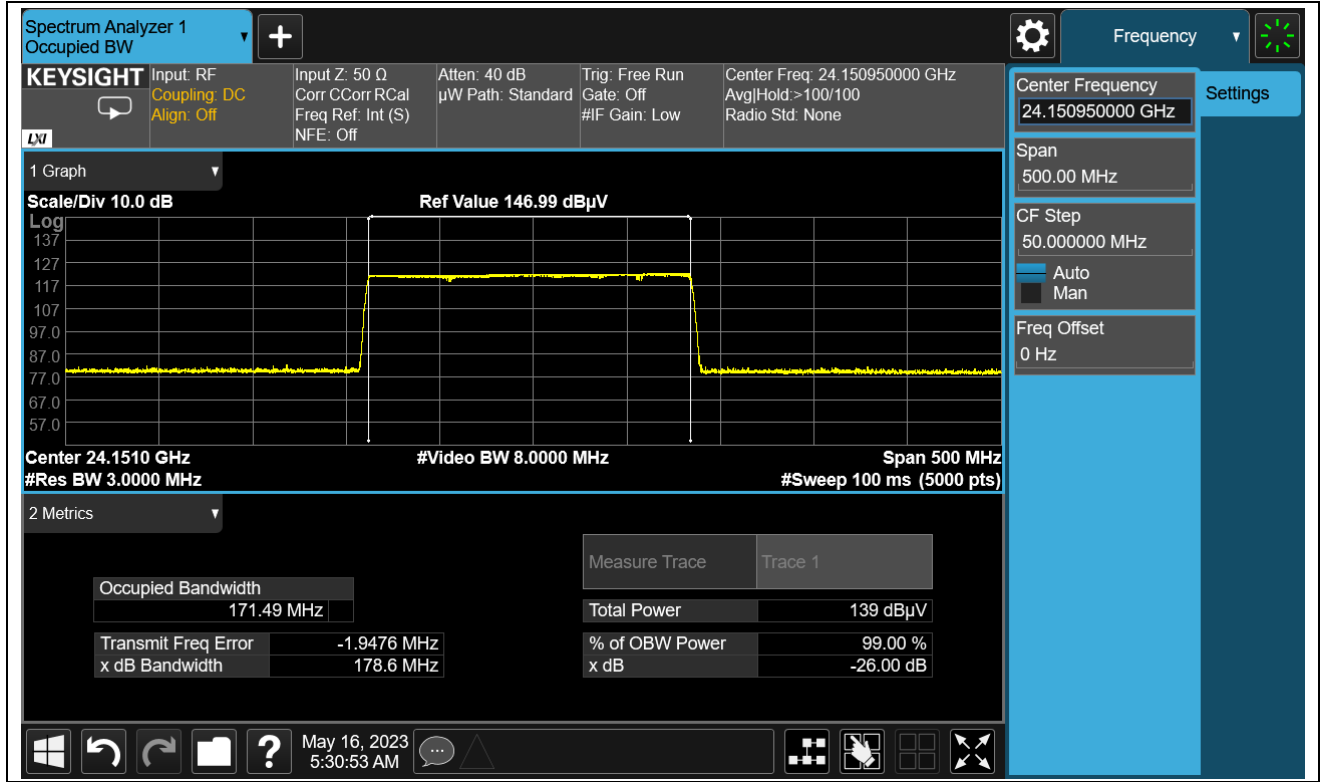 Spectrum Analyzer 1
Occupied BW
+
Frequency
KEYSIGHT
LXI
Input: RF
Coupling: DC
Align: Off
Input Z: 50 Ω
Corr CCorr RCal
Freq Ref: Int (S)
NFE: Off
Atten: 40 dB
µW Path: Standard
Trig: Free Run
Gate: Off
#IF Gain: Low
Center Freq: 24.150950000 GHz
Avg|Hold:>100/100
Radio Std: None
Center Frequency
24.150950000 GHz
Settings
Span
500.00 MHz
CF Step
50.000000 MHz
Auto
Man
Freq Offset
0 Hz
1 Graph
Scale/Div 10.0 dB
Ref Value 146.99 dBµV
Log
137
127
117
107
97.0
87.0
77.0
67.0
57.0
Center 24.1510 GHz
#Video BW 8.0000 MHz
Span 500 MHz
#Res BW 3.0000 MHz
#Sweep 100 ms (5000 pts)
2 Metrics
Measure Trace Trace 1
Occupied Bandwidth
171.49 MHz
Total Power 139 dBµV
Transmit Freq Error -1.9476 MHz
% of OBW Power 99.00 %
x dB Bandwidth 178.6 MHz
x dB -26.00 dB
?
May 16, 2023
5:30:53 AM